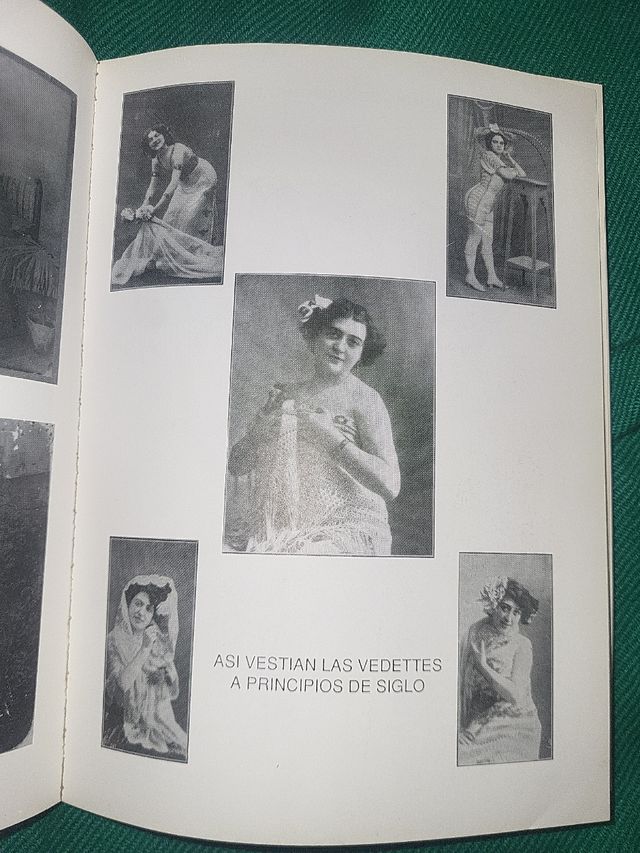 ASI VESTIAN LAS VEDETTES
A PRINCIPIOS DE SIGLO